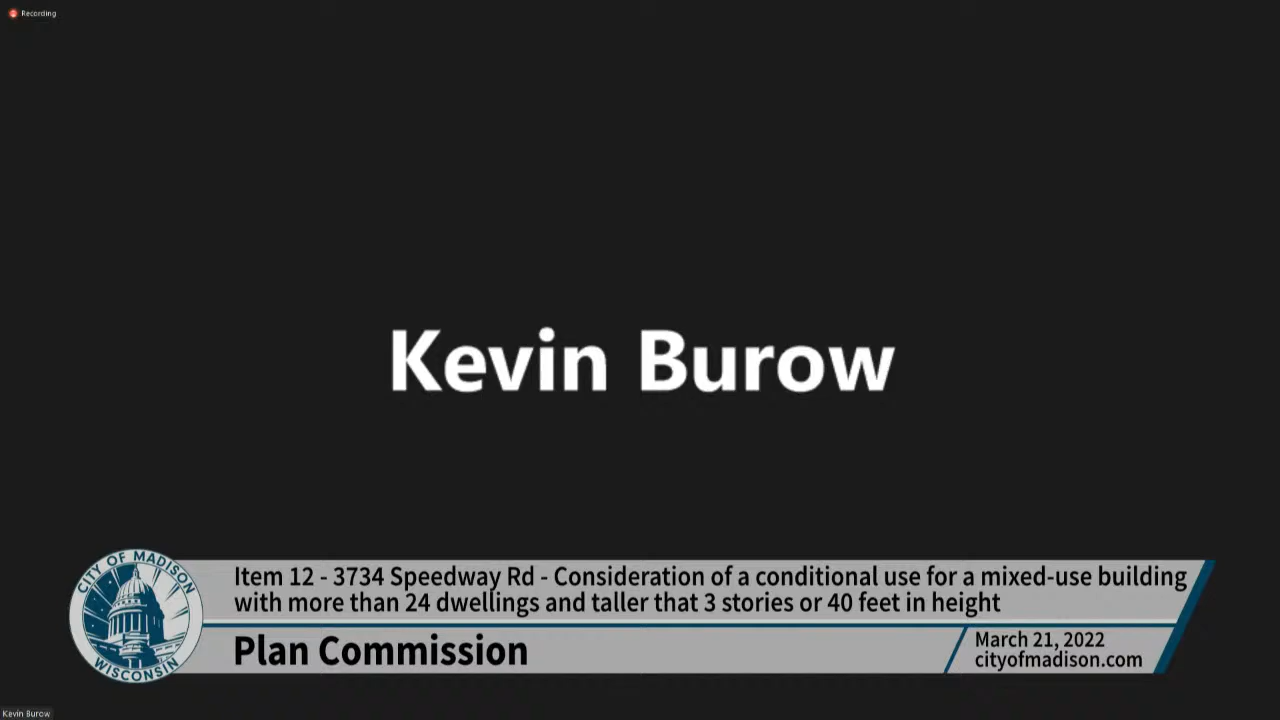 Recording
Kevin Burow
CITY OF MADISON
WISCONSIN
Item 12 - 3734 Speedway Rd - Consideration of a conditional use for a mixed-use building
with more than 24 dwellings and taller that 3 stories or 40 feet in height
Plan Commission
March 21, 2022
cityofmadison.com
Kevin Burow